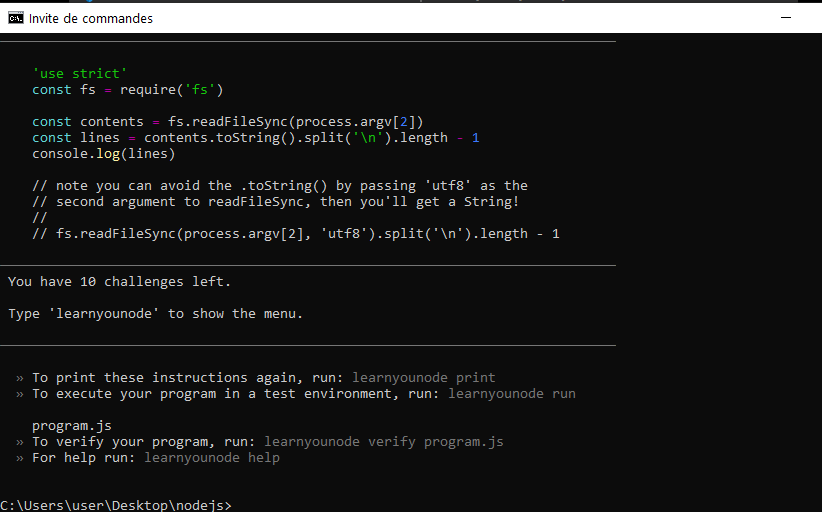 Invite de commandes
'use strict'
const fs = require('fs')
const contents = fs.readFileSync(process.argv[2])
const lines = contents.toString().split('\n').length - 1
console.log(lines)
// note you can avoid the .toString() by passing 'utf8' as the
// second argument to readFileSync, then you'll get a String!
//
// fs.readFileSync(process.argv[2], 'utf8').split('\n').length - 1
You have 10 challenges left.
Type 'learnyounode' to show the menu.
» To print these instructions again, run: learnyounode print
» To execute your program in a test environment, run: learnyounode run
program.js
» To verify your program, run: learnyounode verify program.js
» For help run: learnyounode help
C:\Users\user\Desktop\nodejs>